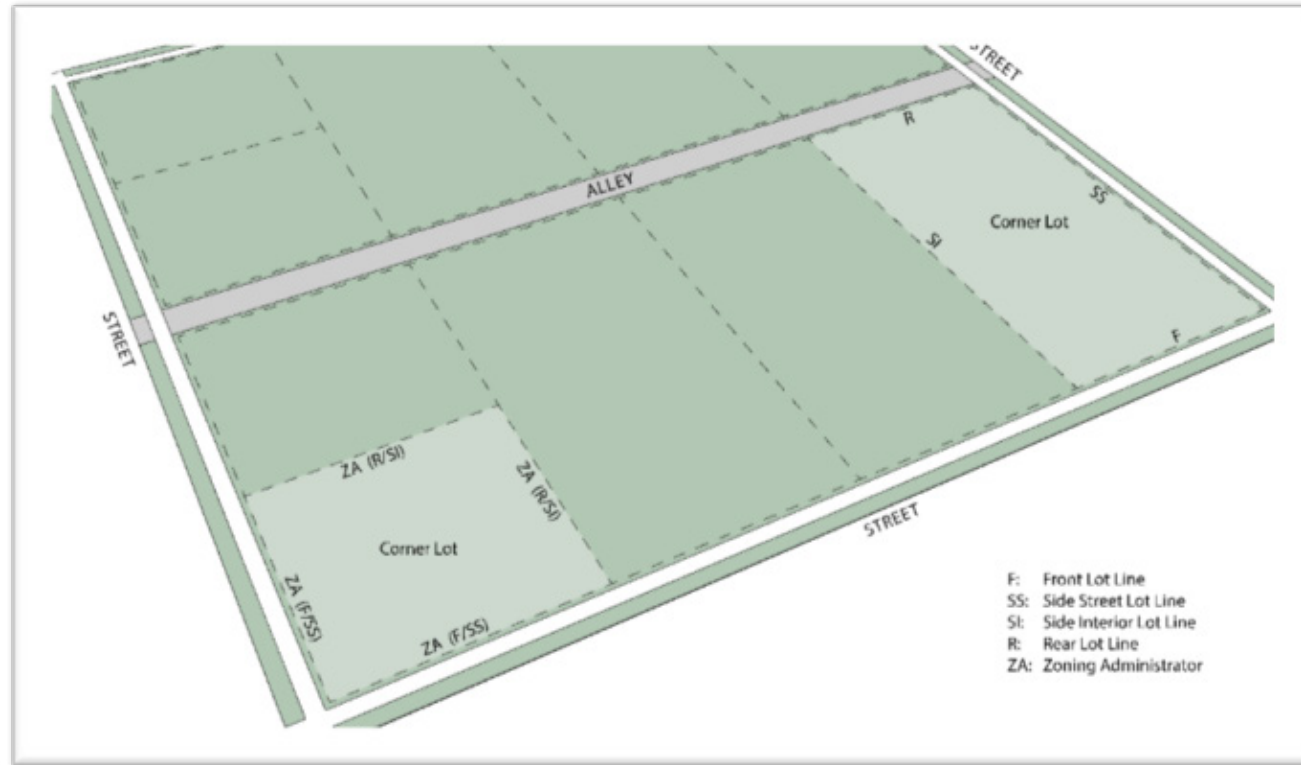 STREET
R
ALLEY
SS
Corner Lot
SI
STREET
F
ZA (R/SI)
ZA (R/SI)
STREET
Corner Lot
ZA (F/SS)
ZA (F/SS)
F: Front Lot Line
SS: Side Street Lot Line
SI: Side Interior Lot Line
R: Rear Lot Line
ZA: Zoning Administrator